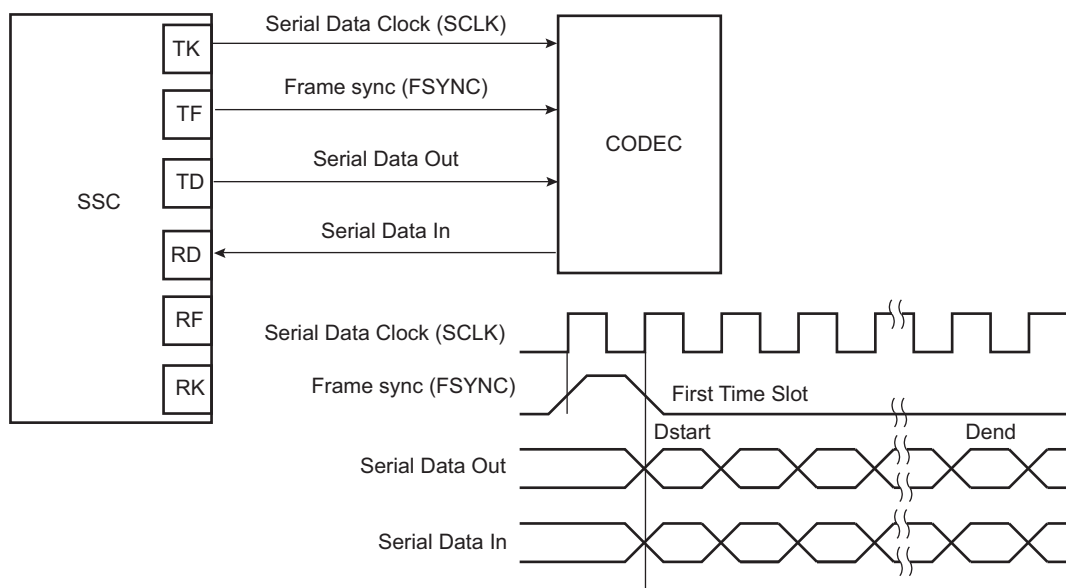 SSC
TK
TF
TD
RD
RF
RK
Serial Data Clock (SCLK)
Frame sync (FSYNC)
Serial Data Out
Serial Data In
CODEC
Serial Data Clock (SCLK)
Frame sync (FSYNC)
First Time Slot
Dstart
Dend
Serial Data Out
Serial Data In